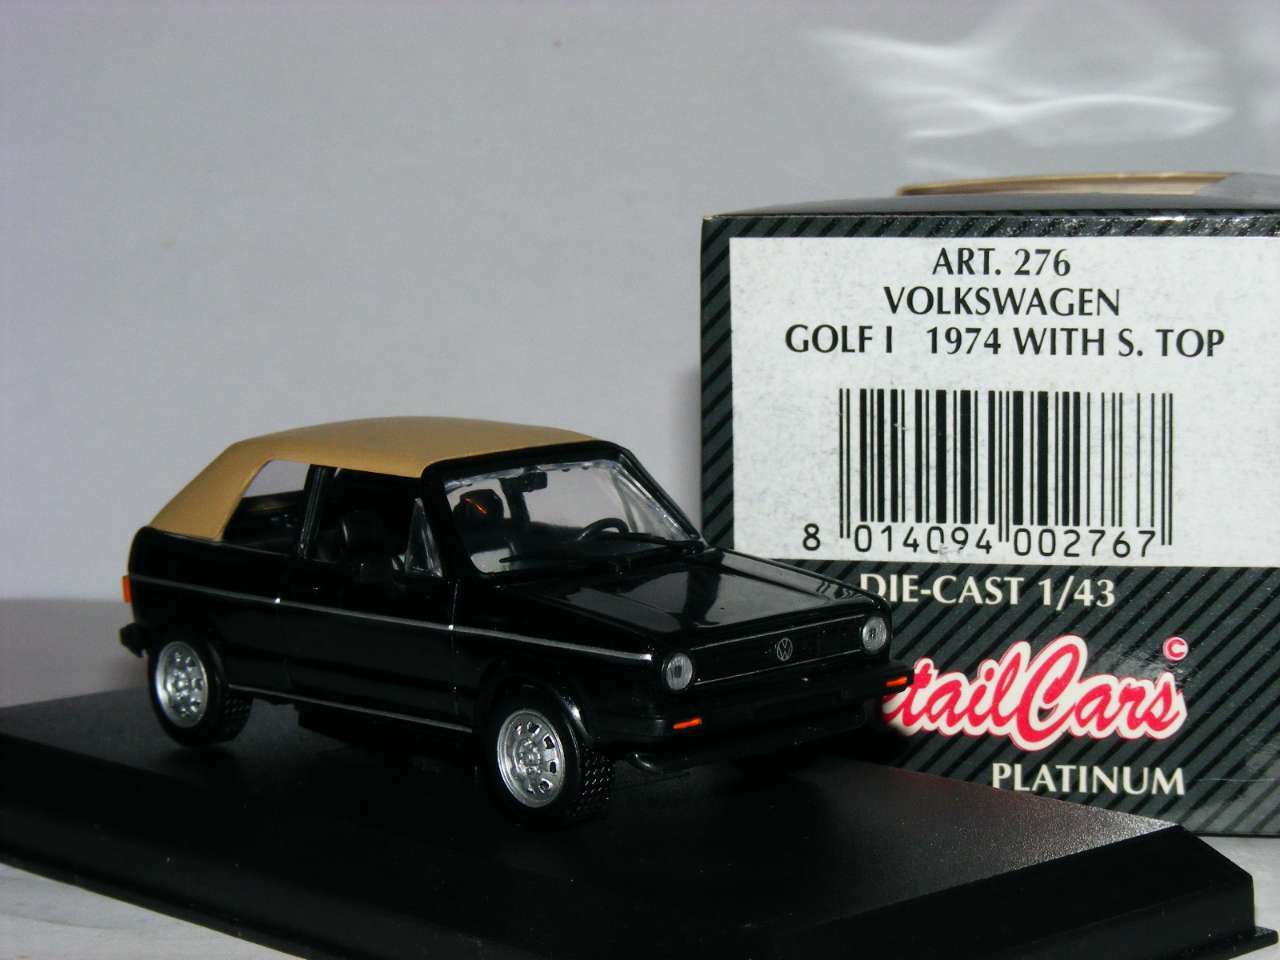 ART. 276
VOLKSWAGEN
GOLF I 1974 WITH S. TOP
8 014094 002767
DIE-CAST 1/43
tailCars ©
PLATINUM